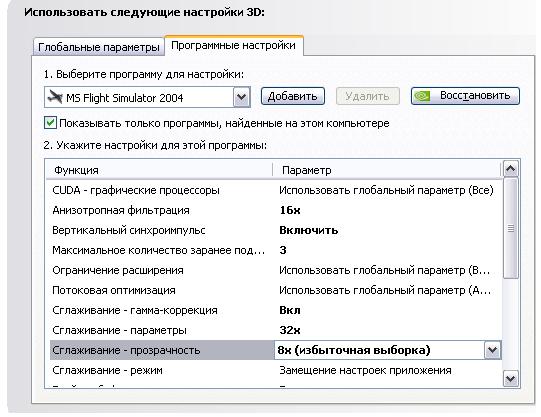 Использовать следующие настройки 3D:
Глобальные параметры Программные настройки
1. Выберите программу для настройки:
MS Flight Simulator 2004 Добавить Удалить Восстановить
Показывать только программы, найденные на этом компьютере
2. Укажите настройки для этой программы:
Функция Параметр
CUDA - графические процессоры Использовать глобальный параметр (Все)
Анизотропная фильтрация 16x
Вертикальный синхроимпульс Включить
Максимальное количество заранее под... 3
Ограничение расширения Использовать глобальный параметр (В...
Потоковая оптимизация Использовать глобальный параметр (А...
Сглаживание - гамма-коррекция Вкл
Сглаживание - параметры 32x
Сглаживание - прозрачность 8x (избыточная выборка)
Сглаживание - режим Замещение настроек приложения